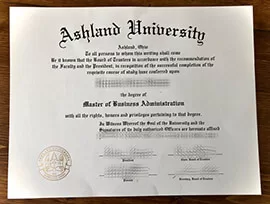 Ashland University
Ashland, Ohio
To all persons to whom this writing shall come
Be it known that the Board of Trustees in accordance with the recommendation of
the Faculty and the President, in recognition of the successful completion of the
requisite course of study have conferred upon
the degree of
Master of Business Administration
with all the rights, honors and privileges pertaining to that degree.
In Witness Whereof the Seal of the University and the
Signatures of its duly authorized Officers are hereunto affixed
President